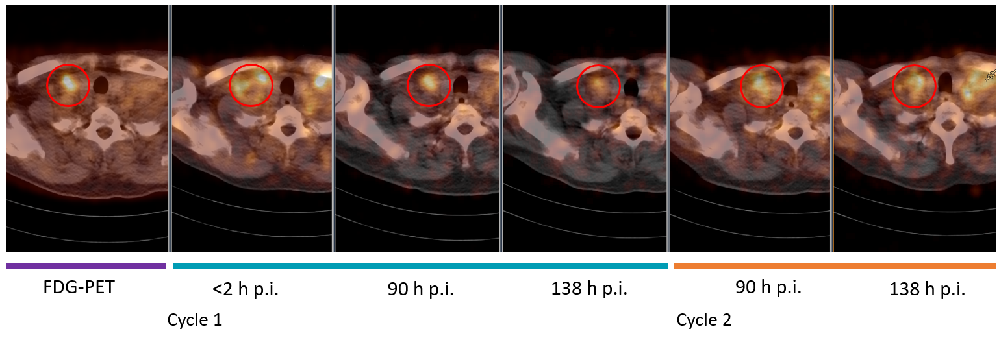 FDG-PET <2 h p.i. 90 h p.i. 138 h p.i. 90 h p.i. 138 h p.i.
Cycle 1 Cycle 2